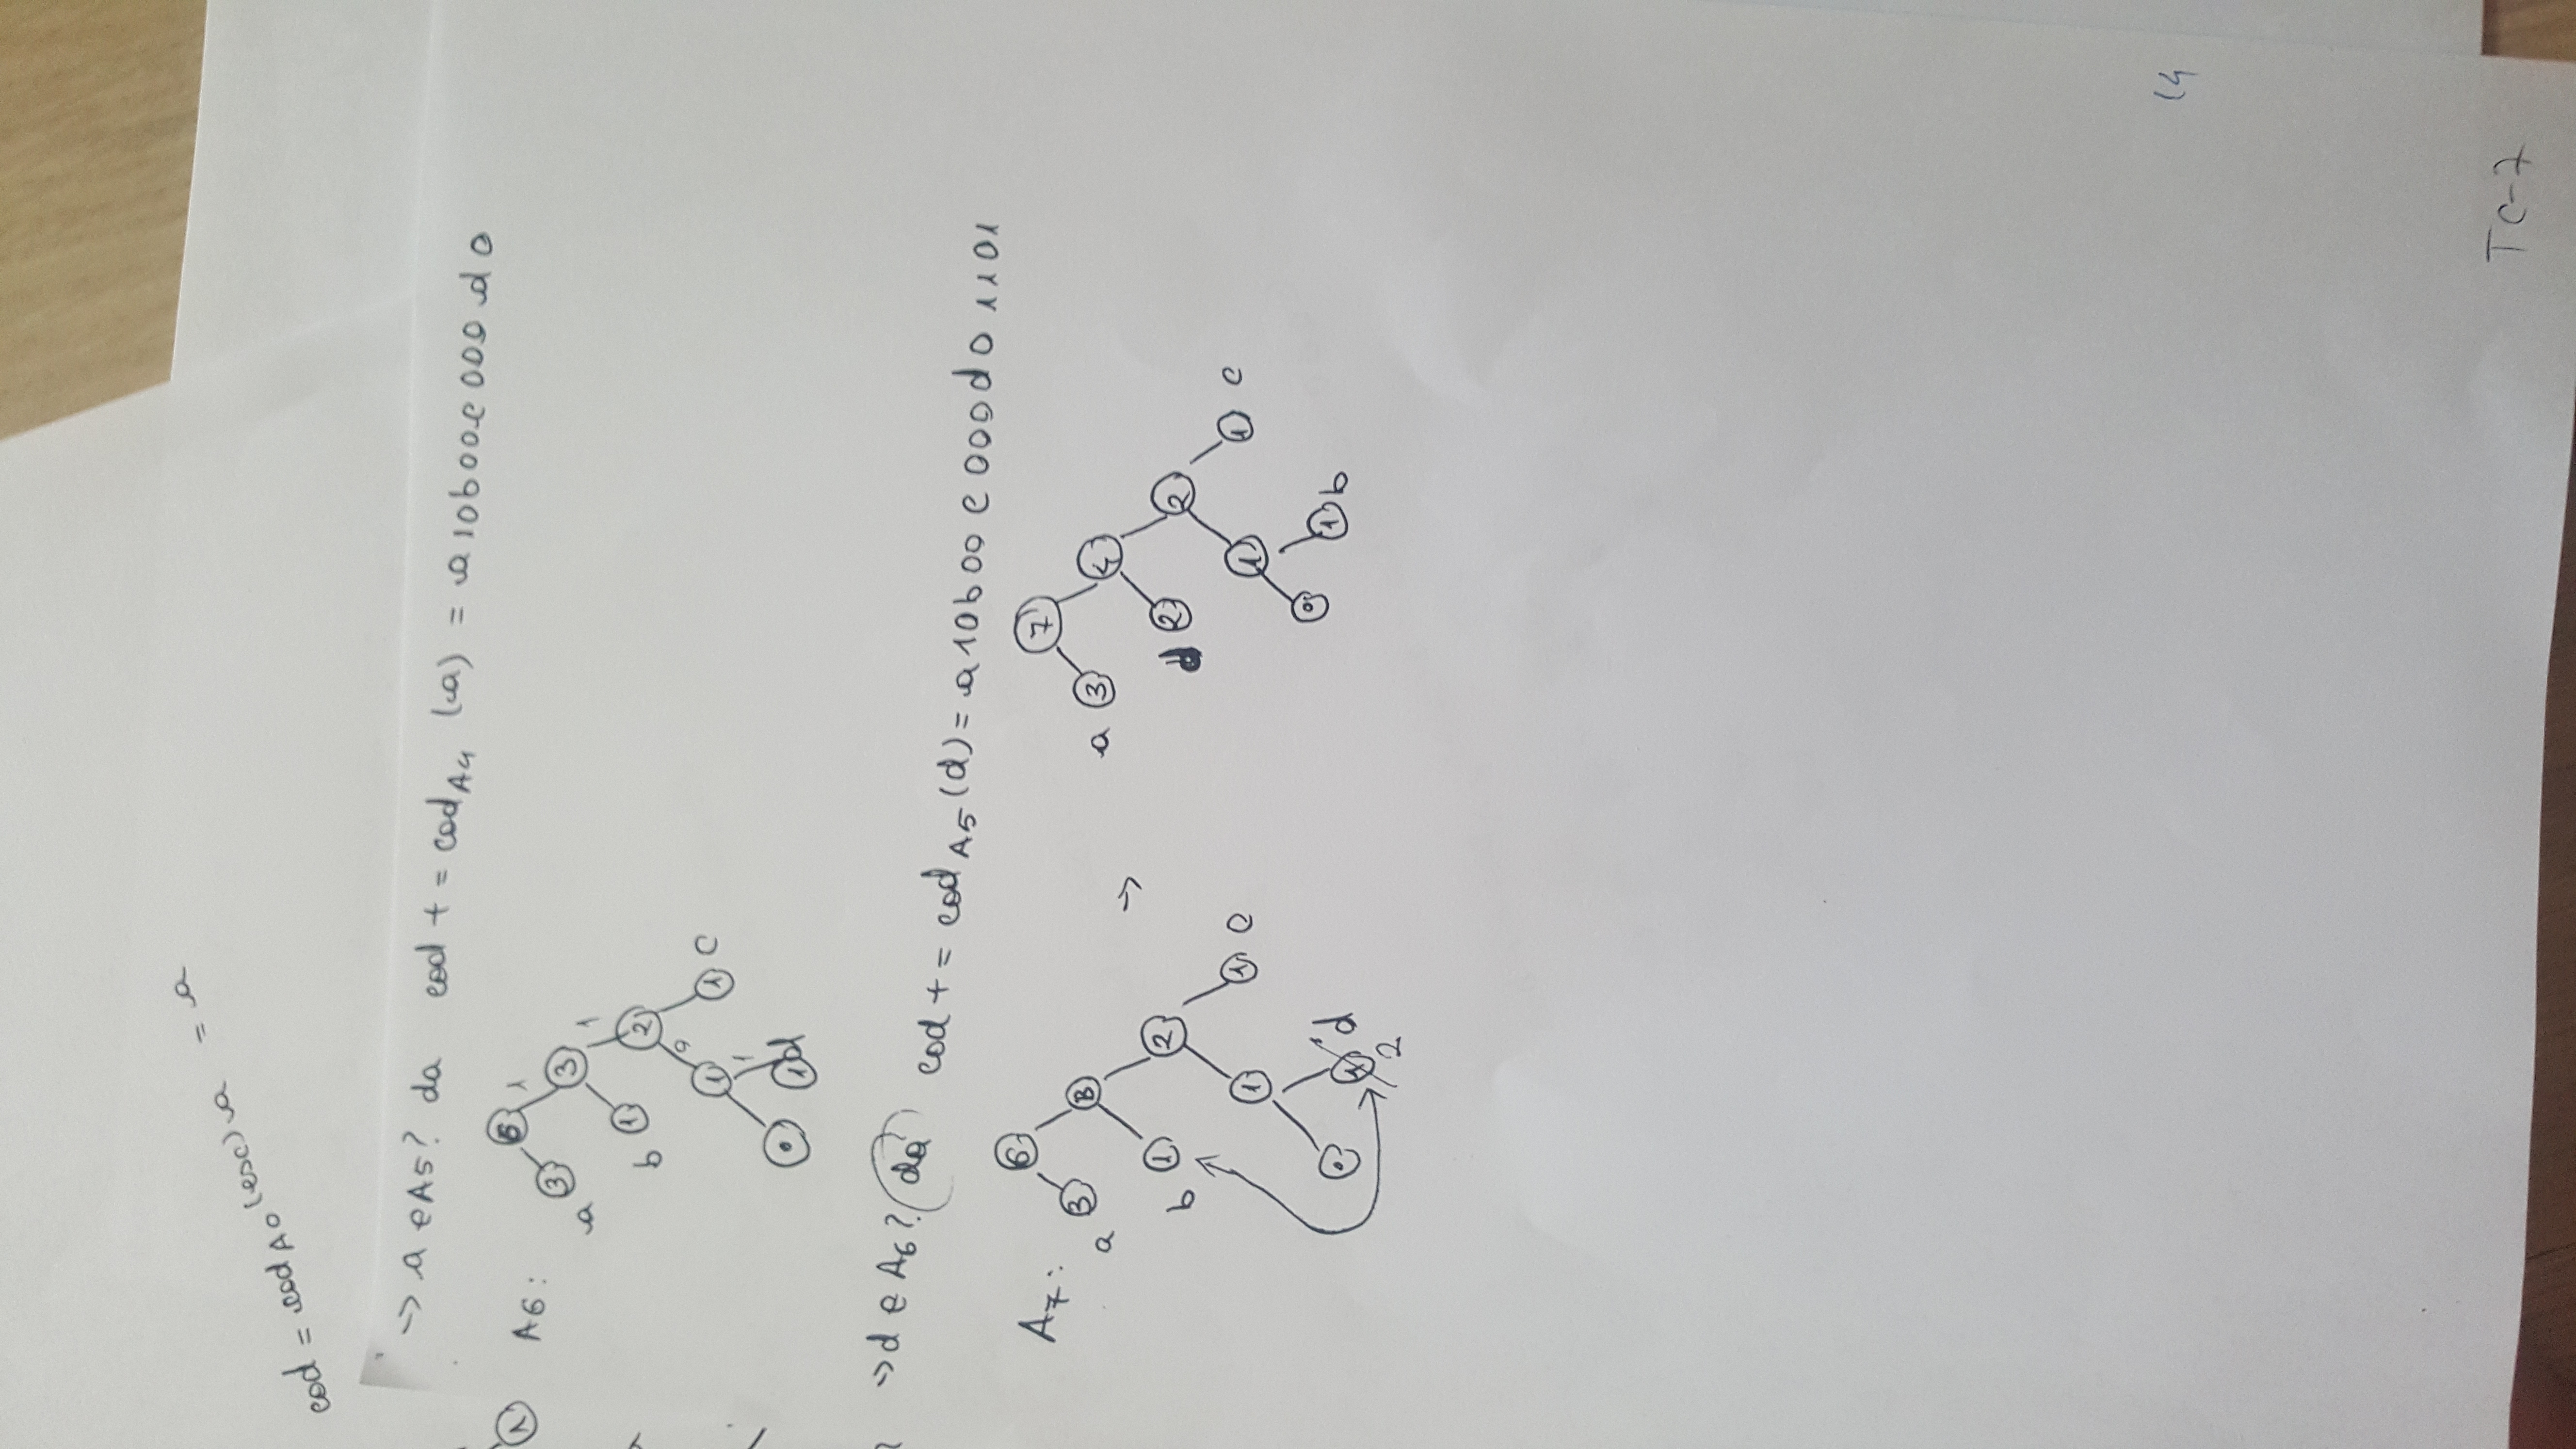 cod = cod A0 (esc) a = a
-> a e A5? da cod + = cod A4 (a) = a 10b00c 000 d 0
1 A6:
6 1
3 3
a 1
b 1 2
0
1 1 c
1
0 1 d
? -> d e A6? da cod + = cod A5 (d) = a 10b 00 c 000 d 0 1101
A7:
6 7
3 3 -> a 3 4
a
b 1 2 d 2 2
1 1 c 1 1 c
0 1 d 0 1 b
2
14
TC-7